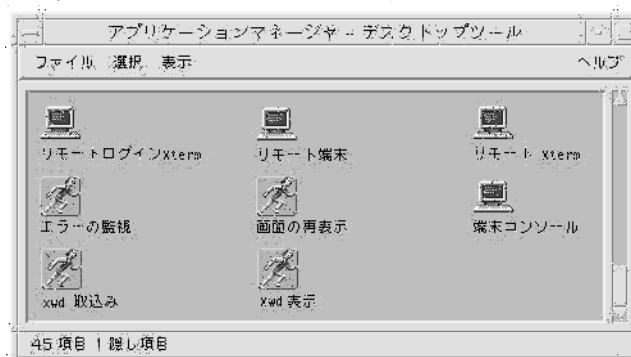 アプリケーションマネージャ - デスクトップツール
ファイル 選択 表示 ヘルプ
リモートログインXterm リモート端末 リモート Xterm
エラーの監視 画面の再表示 端末コンソール
xwd 取込み Xwd 表示
45 項目 1 隠し項目